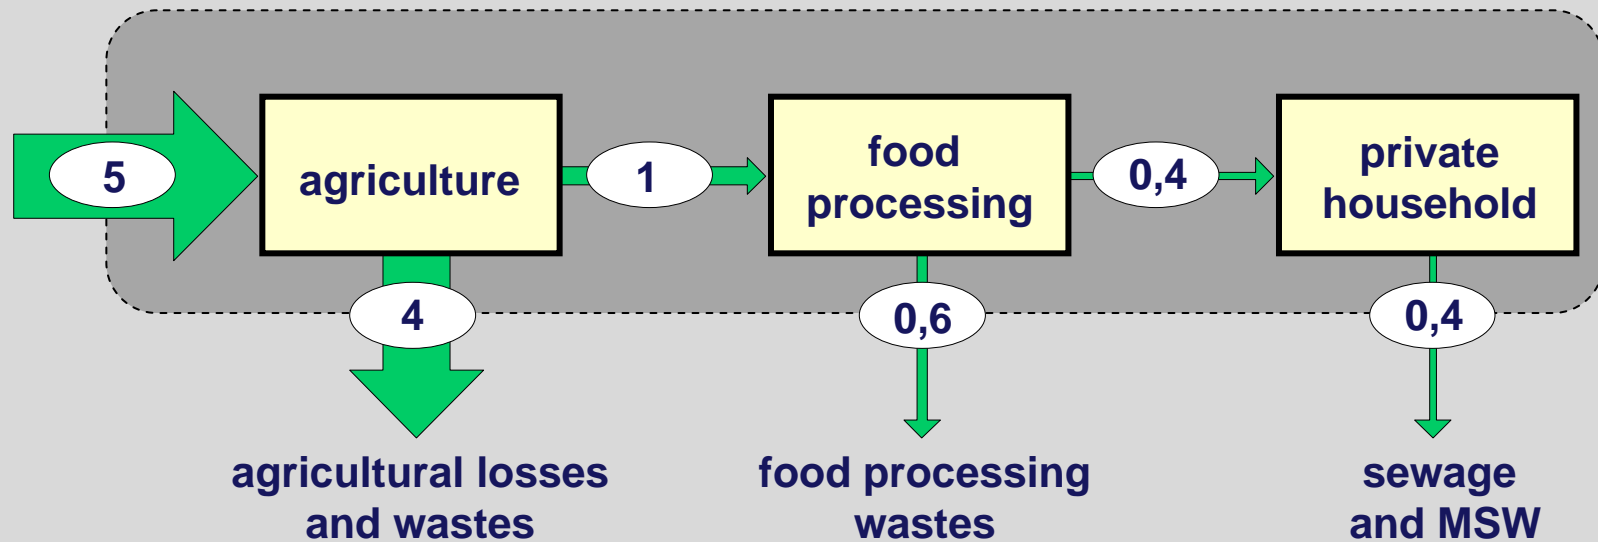 5
agriculture
1
food
processing
0,4
private
household
4
0,6
0,4
agricultural losses
and wastes
food processing
wastes
sewage
and MSW